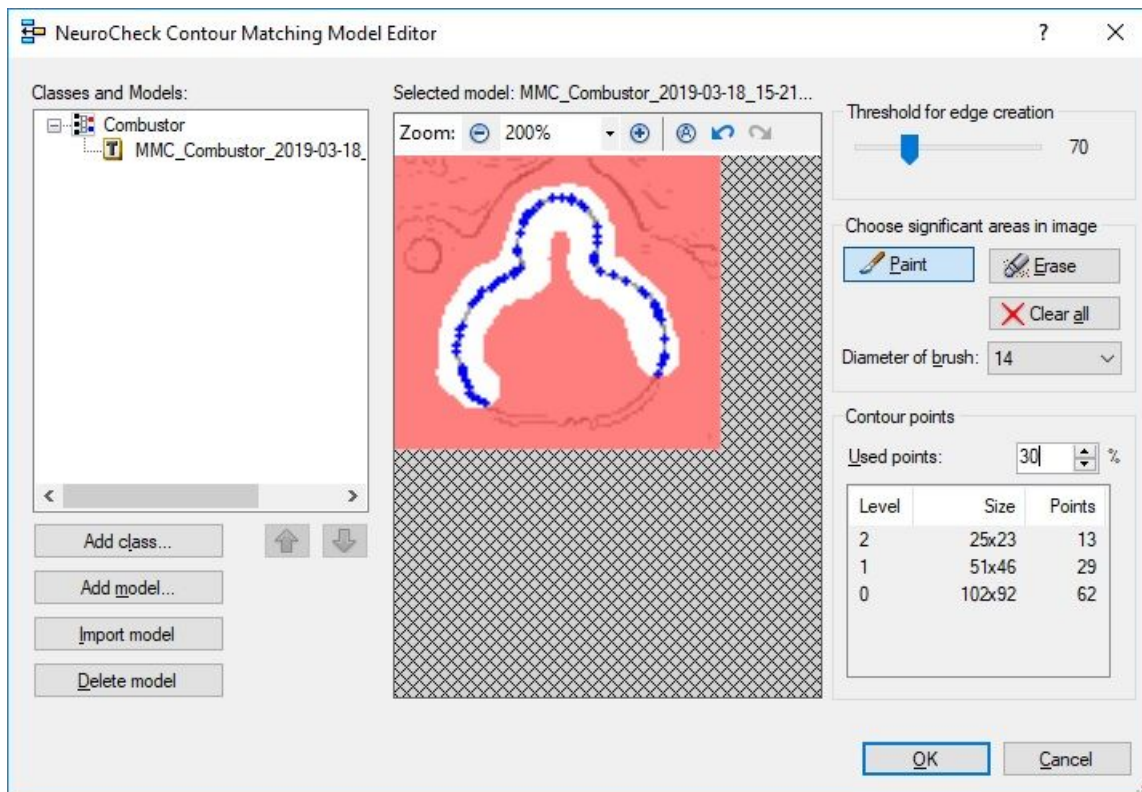 NeuroCheck Contour Matching Model Editor
?
Classes and Models:
Combustor
T MMC_Combustor_2019-03-18_
Add class...
Add model...
Import model
Delete model
Selected model: MMC_Combustor_2019-03-18_15-21...
Zoom: 200%
A
Threshold for edge creation
70
Choose significant areas in image
Paint
Erase
Clear all
Diameter of brush: 14
Contour points
Used points: 30 %
Level Size Points
2 25x23 13
1 51x46 29
0 102x92 62
OK
Cancel